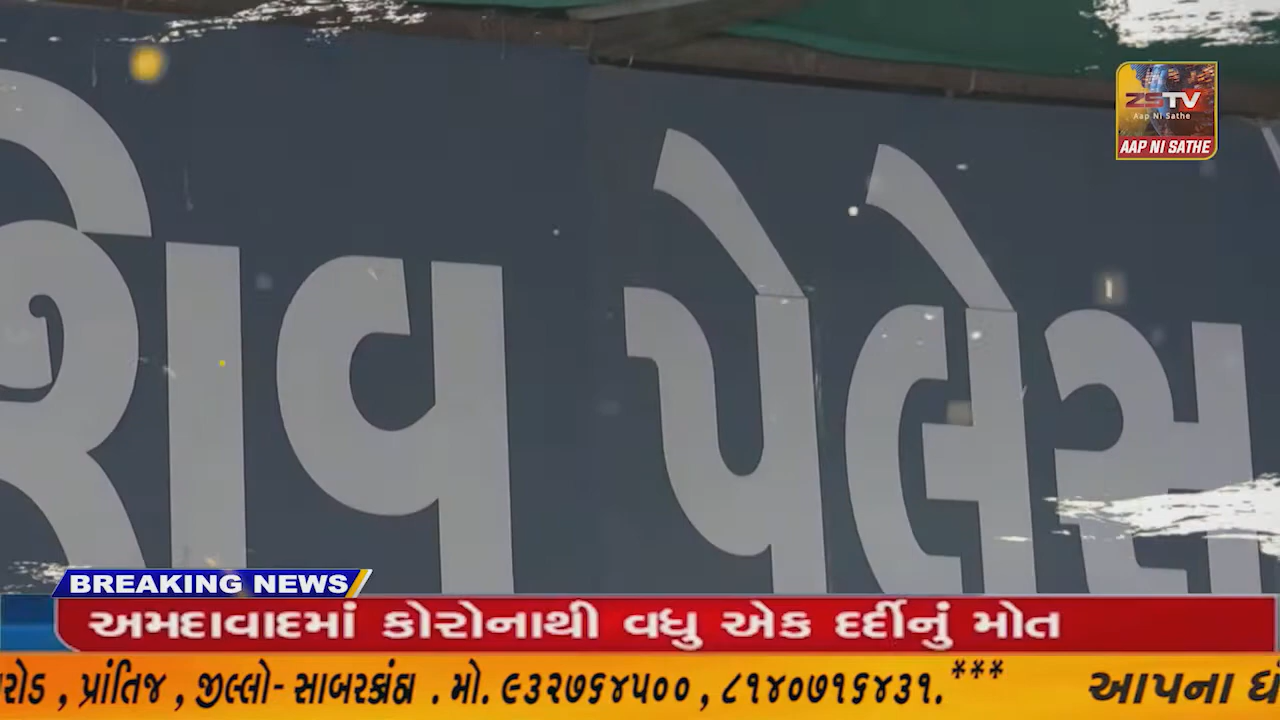 ZSTV
Aap Ni Sathe
AAP NI SATHE
શિવ પેલેસ
BREAKING NEWS
અમદાવાદમાં કોરોનાથી વધુ એક દર્દીનું મોત
રોડ , પ્રાંતિજ , જીલ્લો- સાબરકાંઠા . મો. ૯૩૨૭૬૪૫૦૦ , ૮૧૪૦૭૧૬૪૩૧.*** આપના